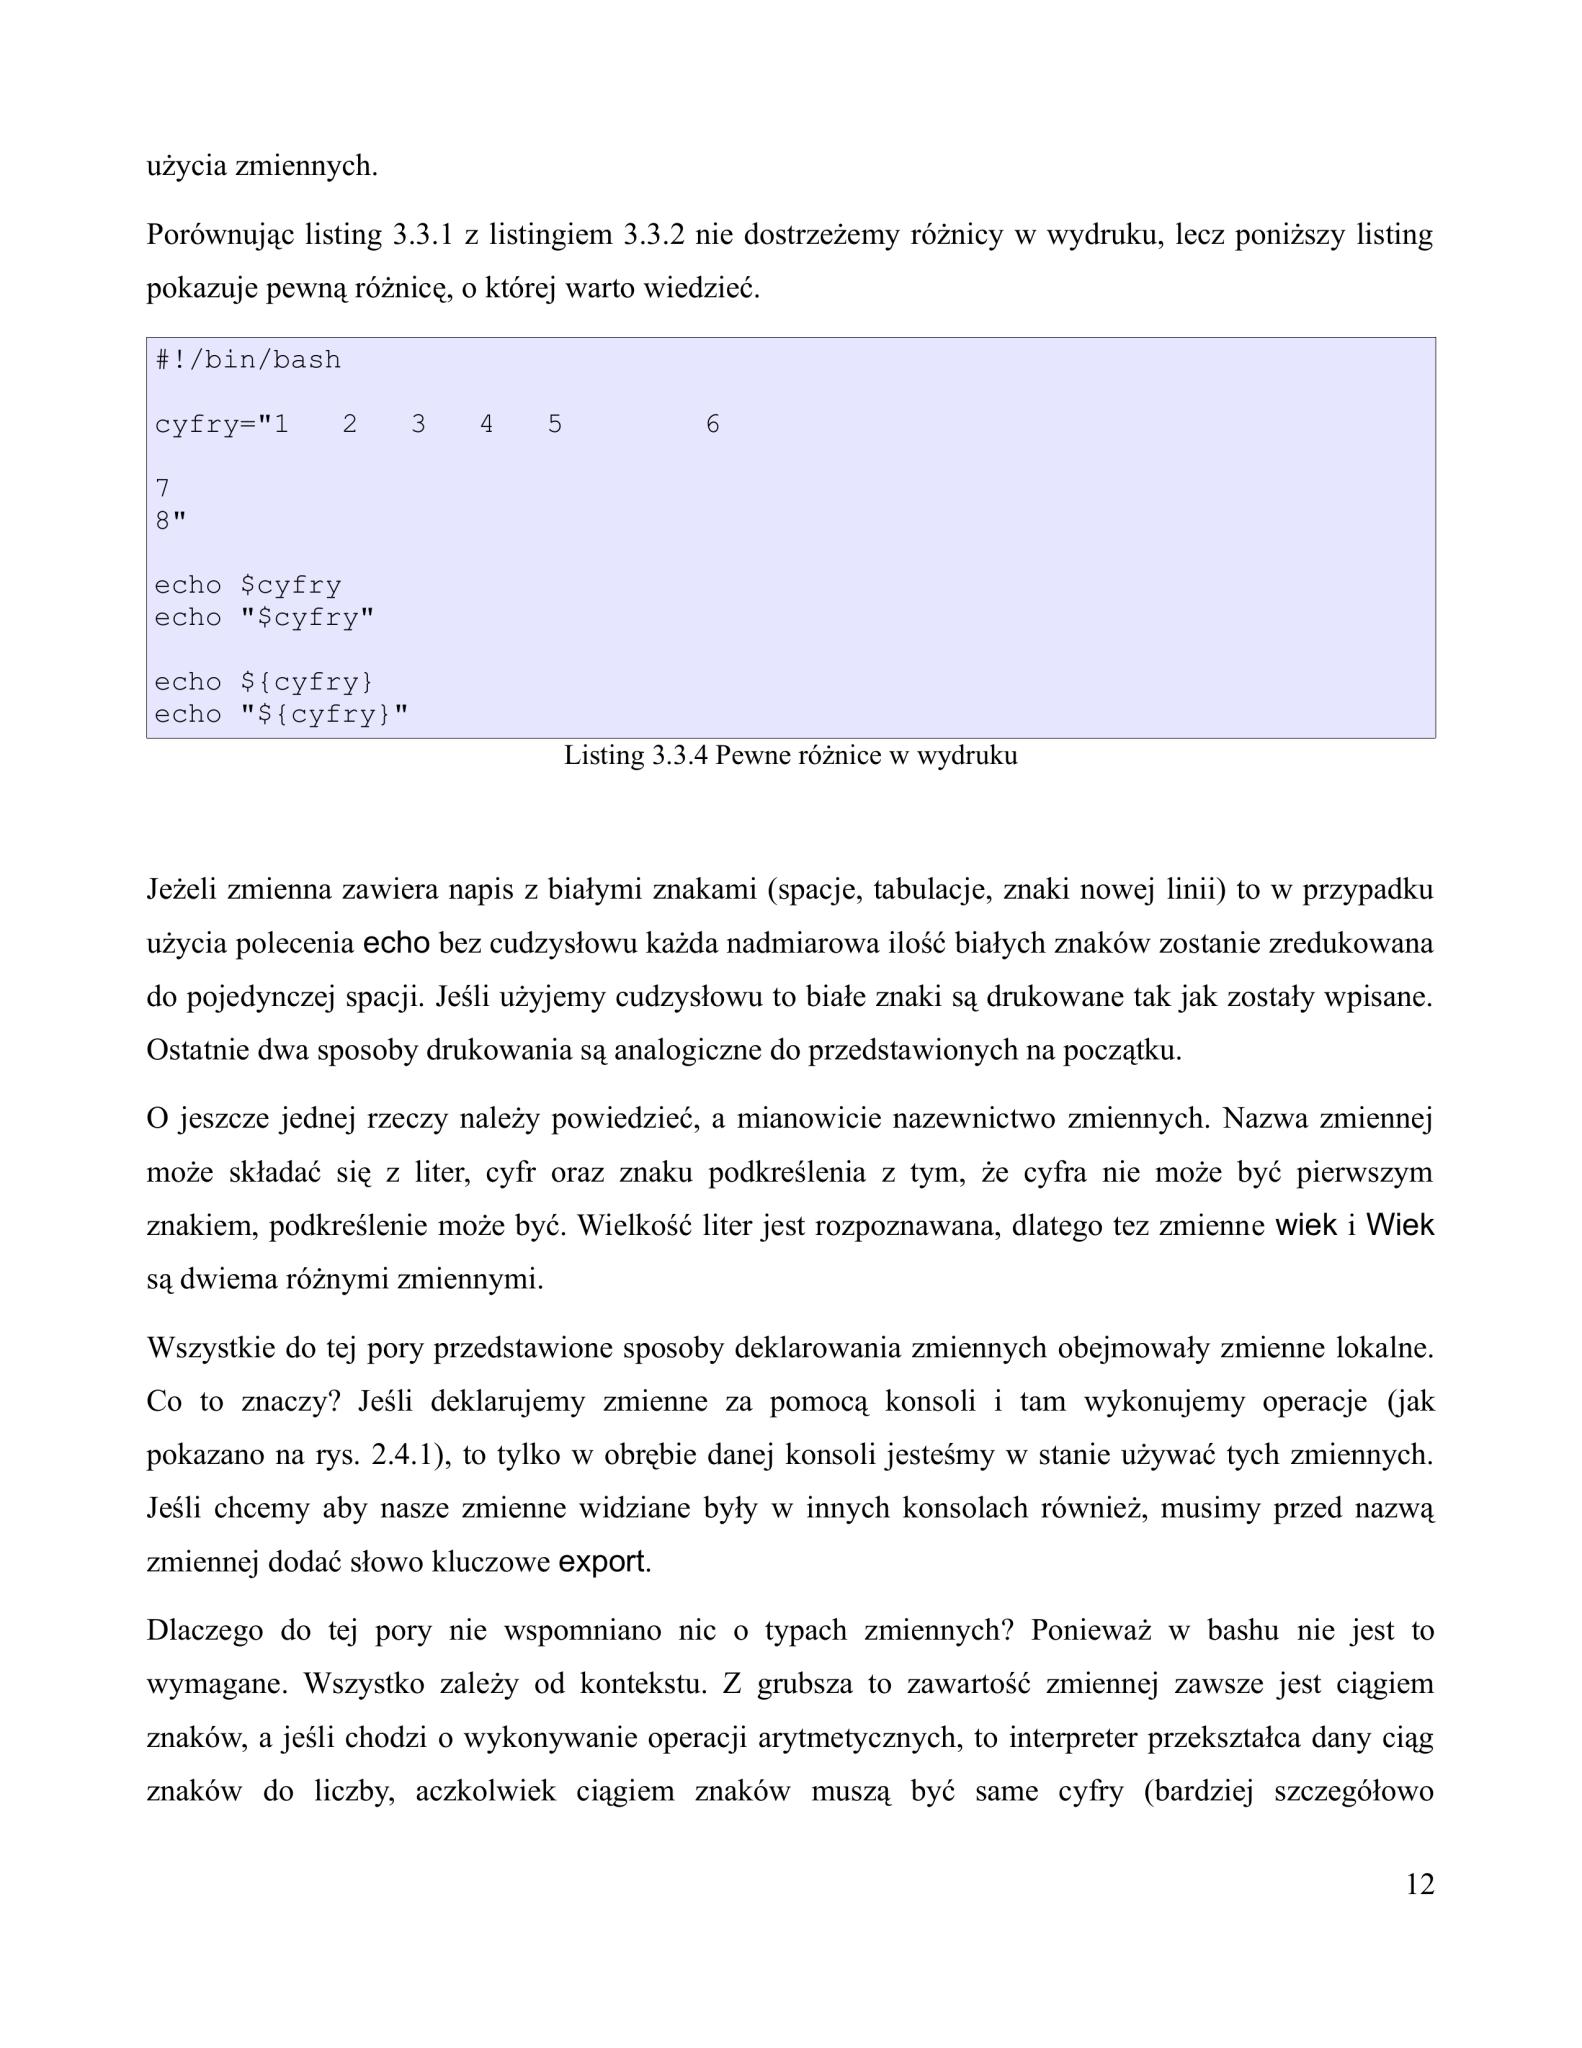 użycia zmiennych.
Porównując listing 3.3.1 z listingiem 3.3.2 nie dostrzeżemy różnicy w wydruku, lecz poniższy listing
pokazuje pewną różnicę, o której warto wiedzieć.
#!/bin/bash
cyfry="1   2   3   4   5        6
7
8"
echo $cyfry
echo "$cyfry"
echo ${cyfry}
echo "${cyfry}"
Listing 3.3.4 Pewne różnice w wydruku
Jeżeli zmienna zawiera napis z białymi znakami (spacje, tabulacje, znaki nowej linii) to w przypadku
użycia polecenia echo bez cudzysłowu każda nadmiarowa ilość białych znaków zostanie zredukowana
do pojedynczej spacji. Jeśli użyjemy cudzysłowu to białe znaki są drukowane tak jak zostały wpisane.
Ostatnie dwa sposoby drukowania są analogiczne do przedstawionych na początku.
O jeszcze jednej rzeczy należy powiedzieć, a mianowicie nazewnictwo zmiennych. Nazwa zmiennej
może składać się z liter, cyfr oraz znaku podkreślenia z tym, że cyfra nie może być pierwszym
znakiem, podkreślenie może być. Wielkość liter jest rozpoznawana, dlatego tez zmienne wiek i Wiek
są dwiema różnymi zmiennymi.
Wszystkie do tej pory przedstawione sposoby deklarowania zmiennych obejmowały zmienne lokalne.
Co to znaczy? Jeśli deklarujemy zmienne za pomocą konsoli i tam wykonujemy operacje (jak
pokazano na rys. 2.4.1), to tylko w obrębie danej konsoli jesteśmy w stanie używać tych zmiennych.
Jeśli chcemy aby nasze zmienne widziane były w innych konsolach również, musimy przed nazwą
zmiennej dodać słowo kluczowe export.
Dlaczego do tej pory nie wspomniano nic o typach zmiennych? Ponieważ w bashu nie jest to
wymagane. Wszystko zależy od kontekstu. Z grubsza to zawartość zmiennej zawsze jest ciągiem
znaków, a jeśli chodzi o wykonywanie operacji arytmetycznych, to interpreter przekształca dany ciąg
znaków do liczby, aczkolwiek ciągiem znaków muszą być same cyfry (bardziej szczegółowo
12